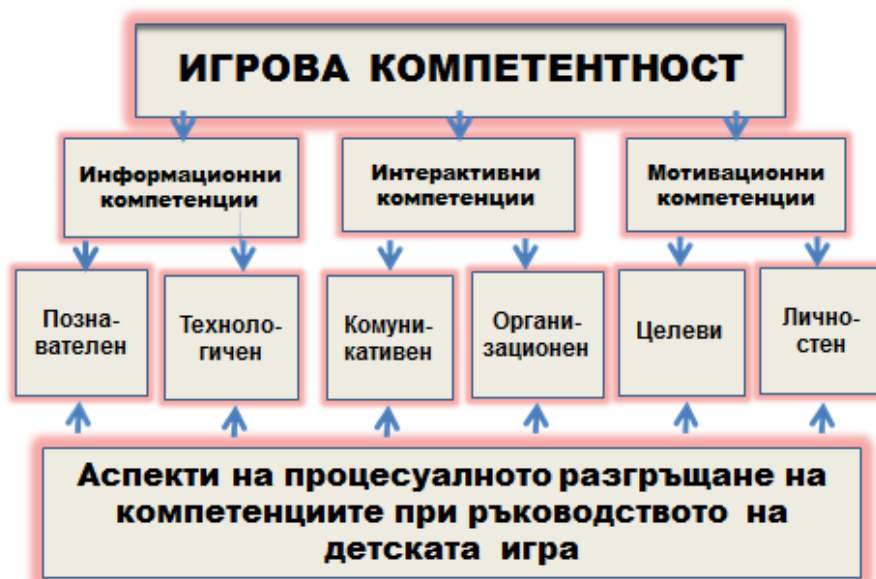 ИГРОВА КОМПЕТЕНТНОСТ
Информационни
компетенции
Интерактивни
компетенции
Мотивационни
компетенции
Позна-
вателен
Техноло-
гичен
Комуни-
кативен
Органи-
зационен
Целеви
Лично-
стен
Аспекти на процесуалното разгръщане на
компетенциите при ръководството на
детската игра